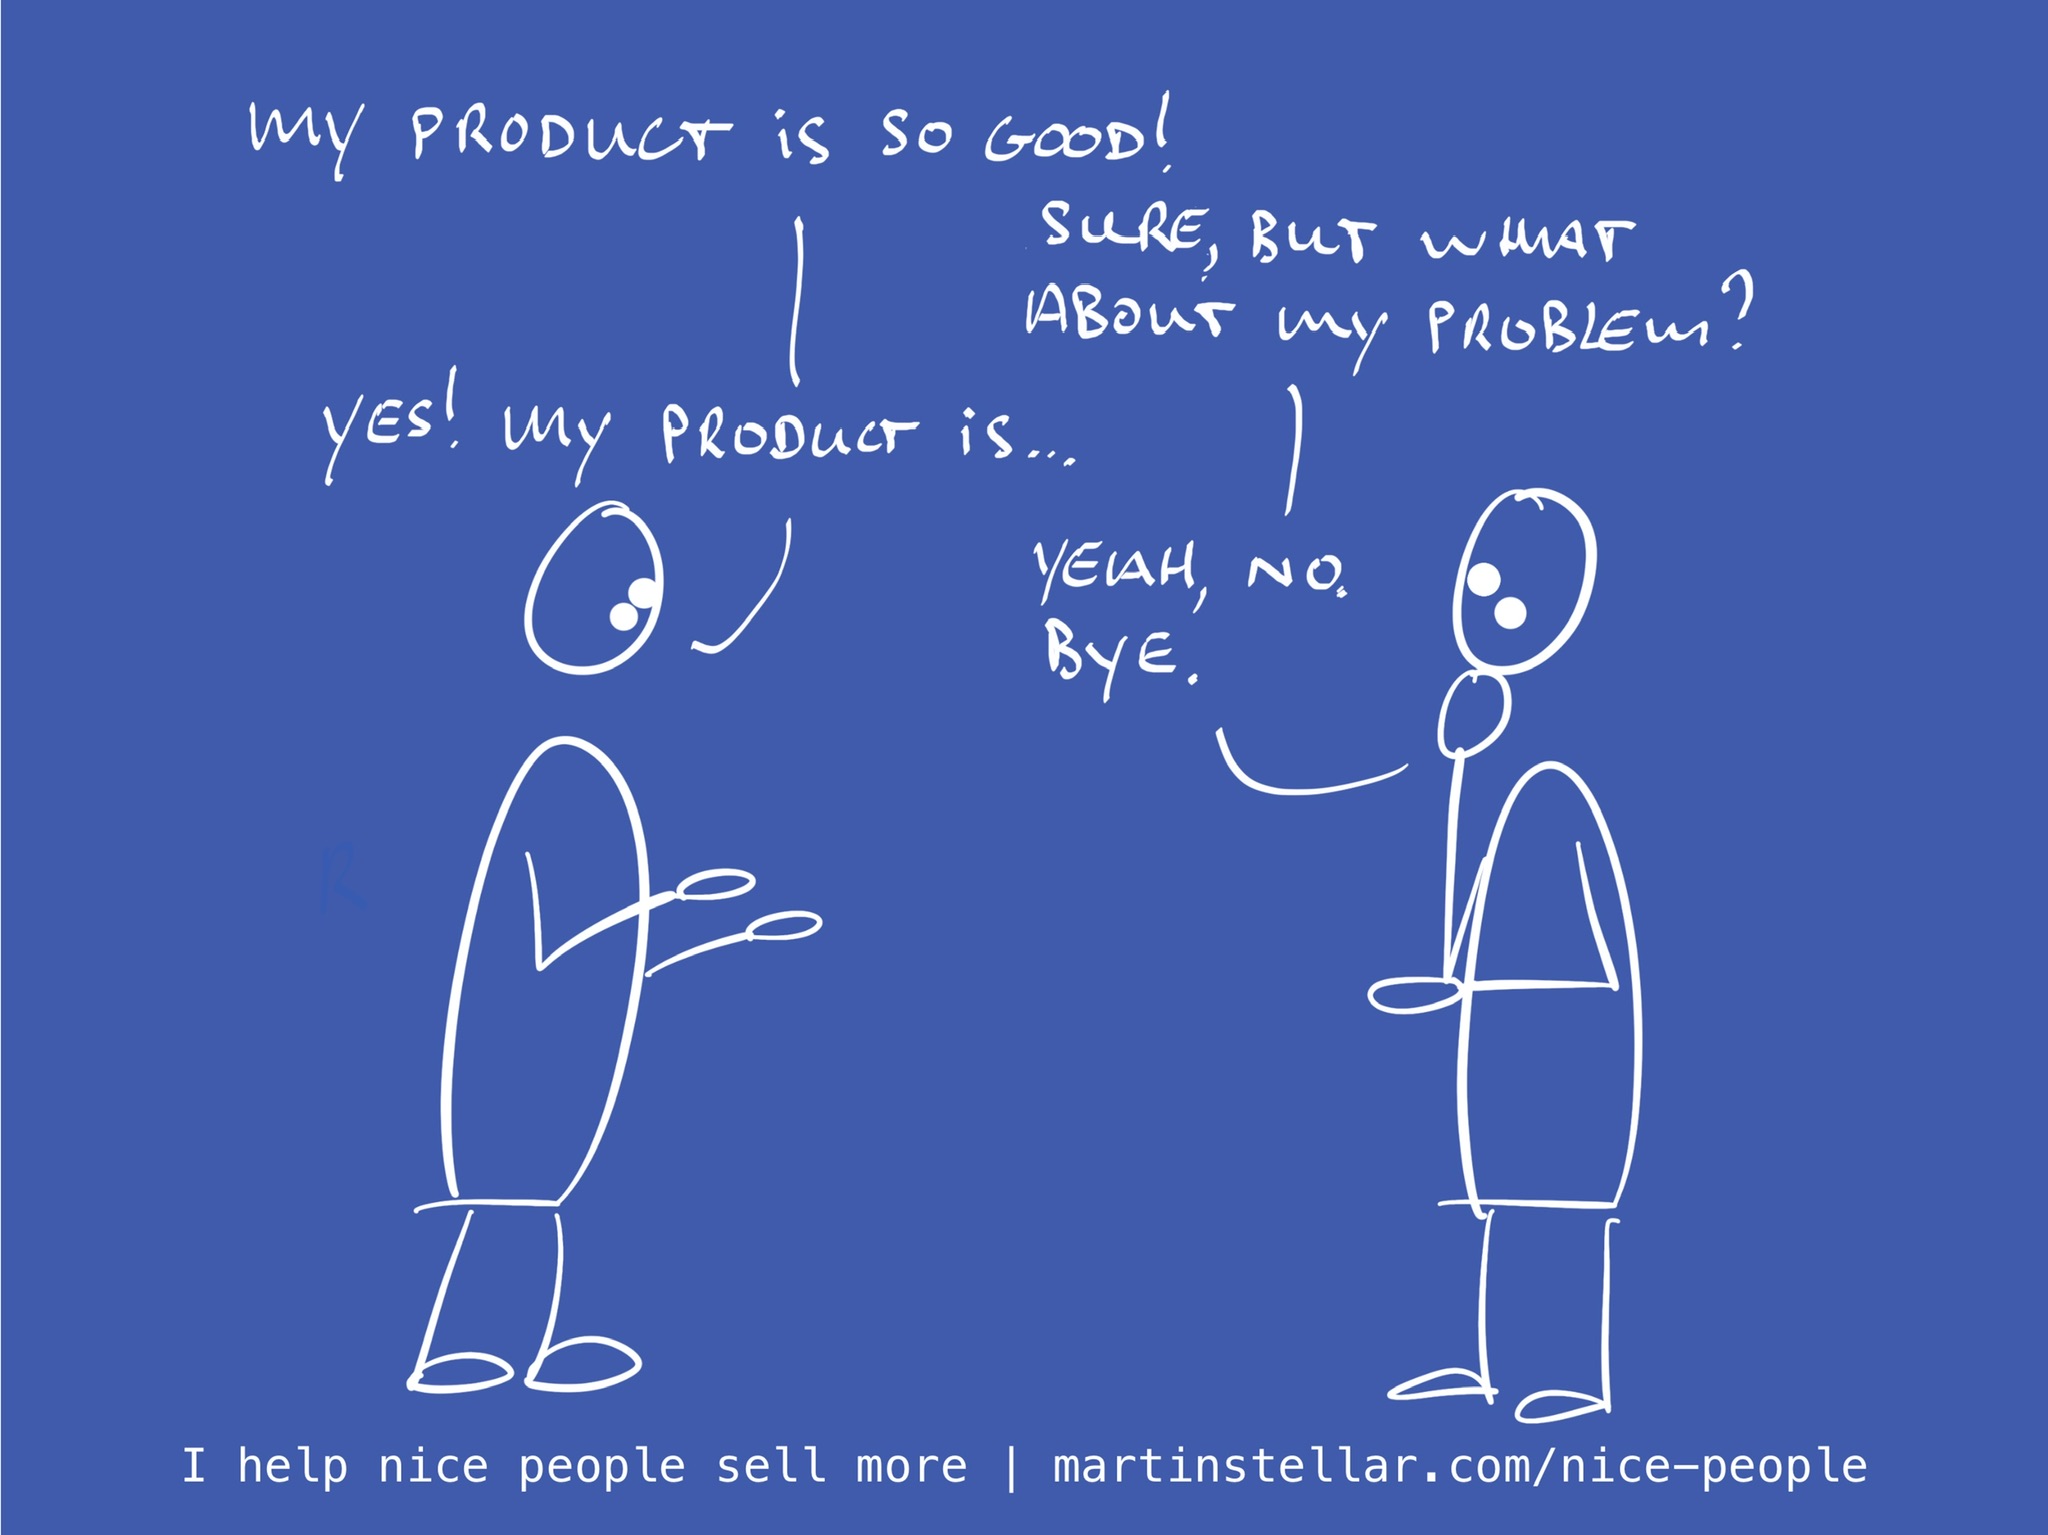 MY PRODUCT is SO GOOD!
SURE, BUT WHAT
ABOUT MY PROBLEM?
YES! MY PRODUCT is...
YEAH, NO.
BYE.
R
I help nice people sell more | martinstellar.com/nice-people